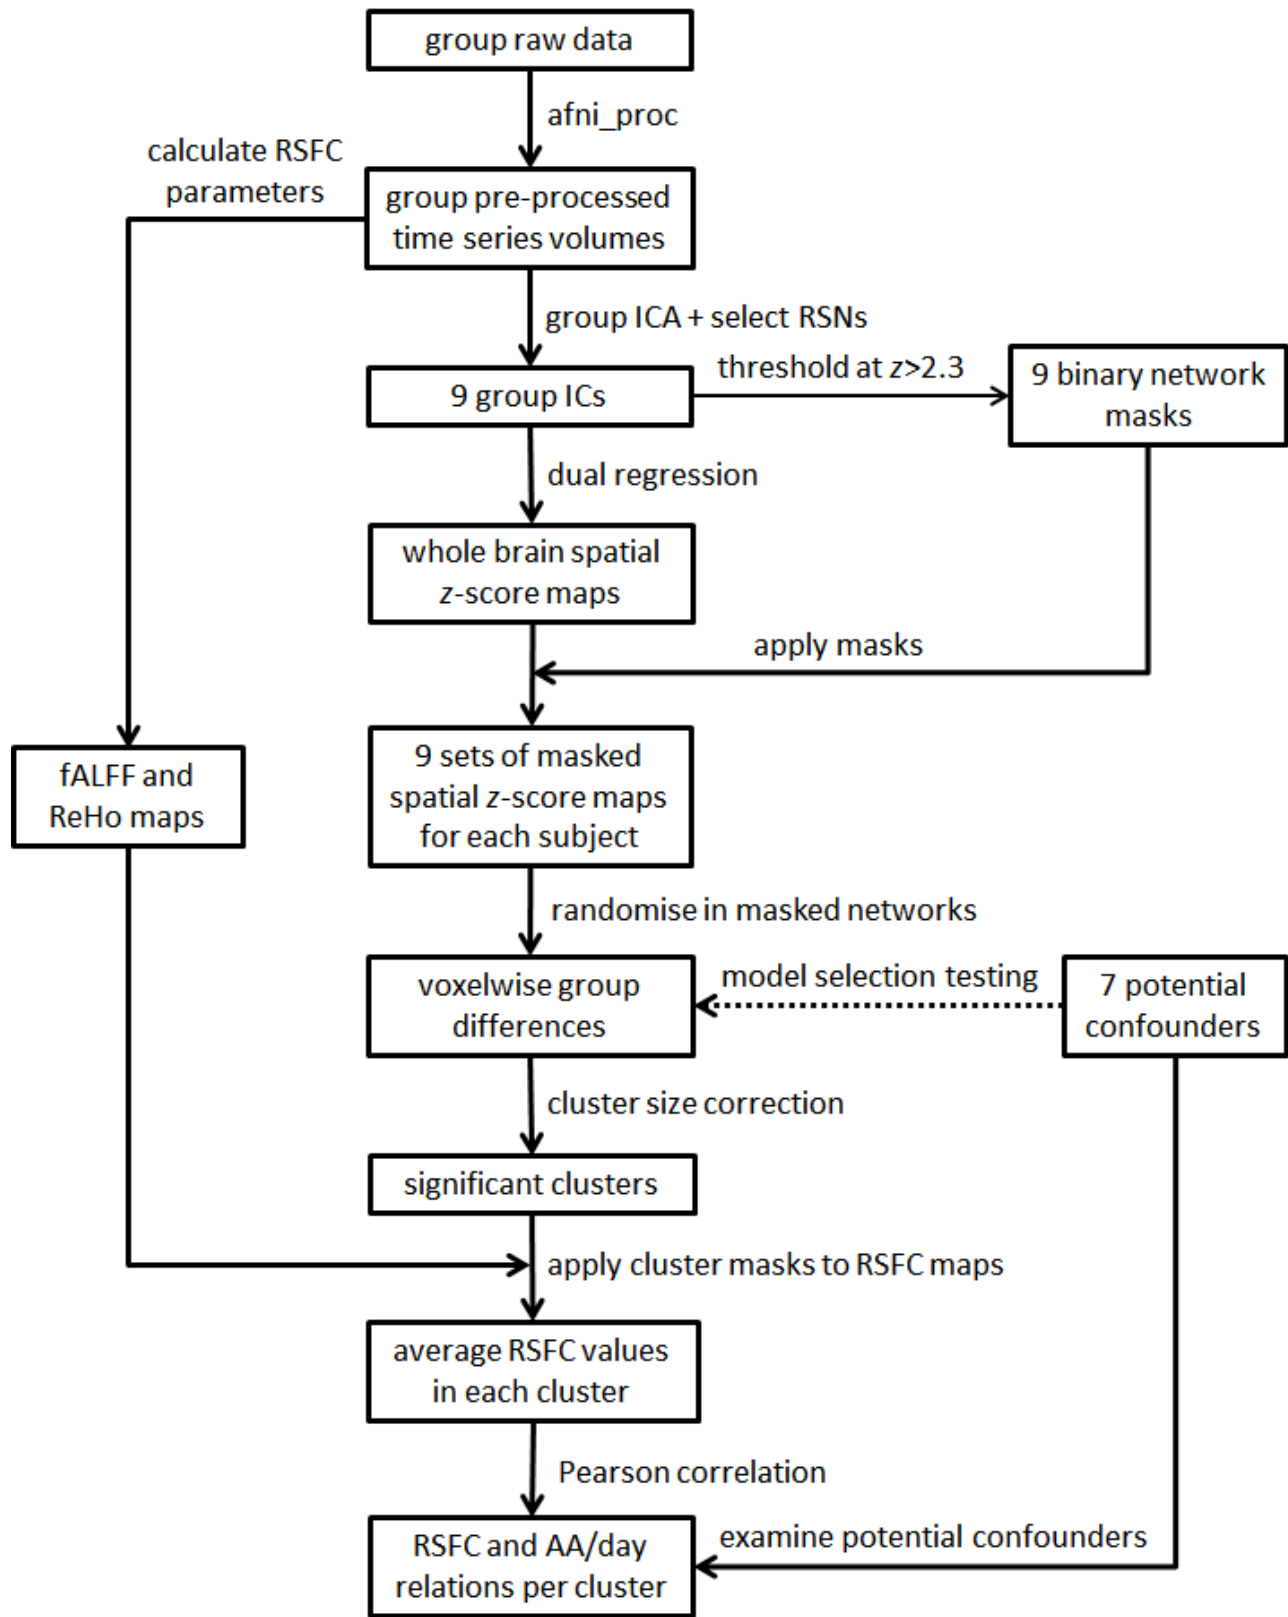 group raw data
afni_proc
calculate RSFC
parameters
group pre-processed
time series volumes
group ICA + select RSNs
threshold at z>2.3
9 group ICs
9 binary network
masks
dual regression
whole brain spatial
z-score maps
apply masks
9 sets of masked
spatial z-score maps
for each subject
fALFF and
ReHo maps
randomise in masked networks
voxelwise group
differences
model selection testing
7 potential
confounders
cluster size correction
significant clusters
apply cluster masks to RSFC maps
average RSFC values
in each cluster
Pearson correlation
RSFC and AA/day
relations per cluster
examine potential confounders